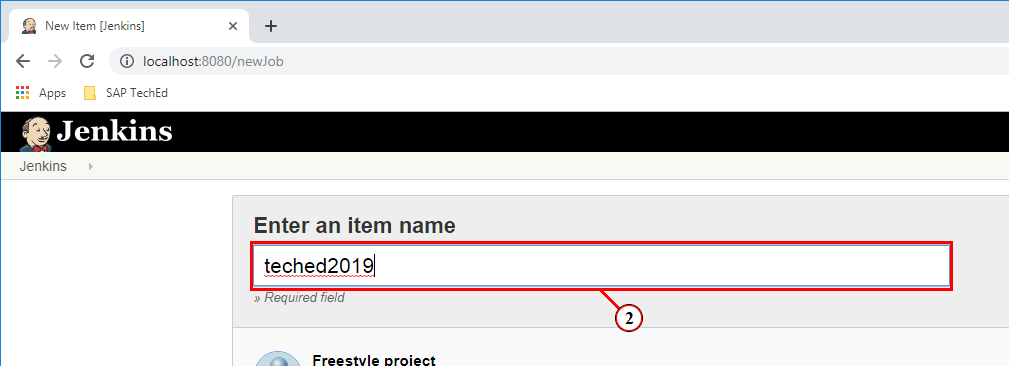 New Item [Jenkins]
localhost:8080/newJob
Apps SAP TechEd
Jenkins
Jenkins
Enter an item name
teched2019
» Required field
2
Freestyle project